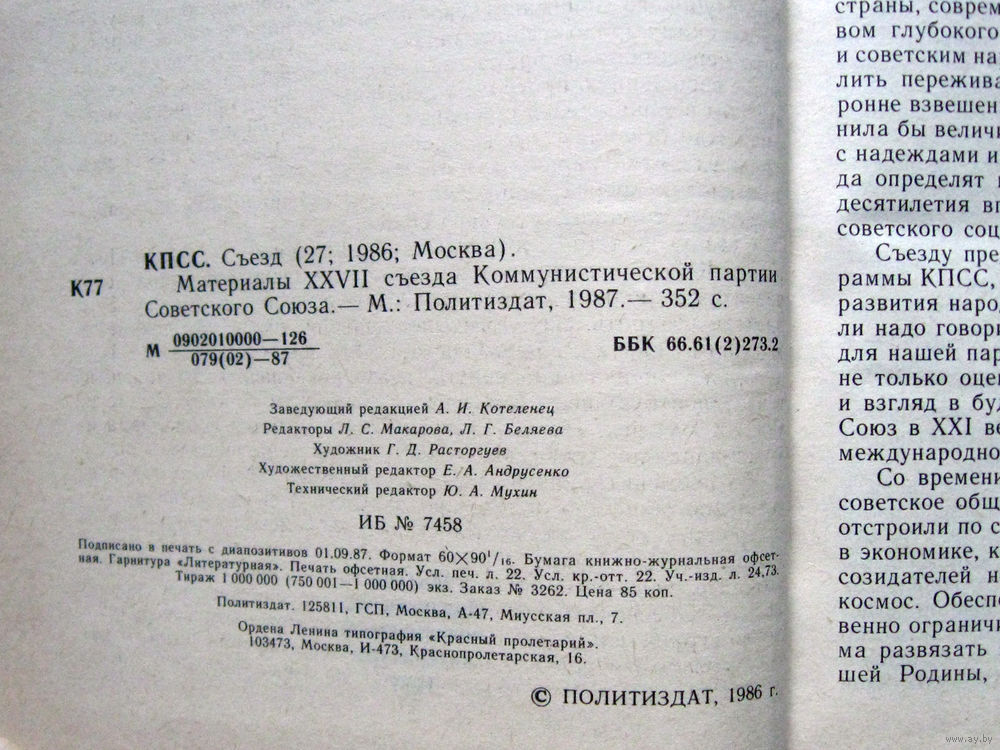 КПСС. Съезд (27; 1986; Москва).
К77
Материалы XXVII съезда Коммунистической партии
Советского Союза.— М.: Политиздат, 1987.— 352 с.
М 0902010000—126
079(02)—87
ББК 66.61(2)273.2
Заведующий редакцией А. И. Котеленец
Редакторы Л. С. Макарова, Л. Г. Беляева
Художник Г. Д. Расторгуев
Художественный редактор Е. А. Андрусенко
Технический редактор Ю. А. Мухин
ИБ № 7458
Подписано в печать с диапозитивов 01.09.87. Формат 60×90¹/₁₆. Бумага книжно-журнальная офсет-
ная. Гарнитура «Литературная». Печать офсетная. Усл. печ. л. 22. Усл. кр.-отт. 22. Уч.-изд. л. 24,73.
Тираж 1 000 000 (750 001—1 000 000) экз. Заказ № 3262. Цена 85 коп.
Политиздат. 125811, ГСП, Москва, А-47, Миусская пл., 7.
Ордена Ленина типография «Красный пролетарий».
103473, Москва, И-473, Краснопролетарская, 16.
© ПОЛИТИЗДАТ, 1986 г.
страны, соврем
вом глубокого
и советским на
лить пережива
ронне взвешен
нила бы велич
с надеждами и
да определят
десятилетия вп
советского соц
Съезду пре
раммы КПСС,
развития наро
ли надо говори
для нашей пар
не только оце
и взгляд в бу
Союз в XXI ве
международно
Со времени
советское общ
отстроили по с
в экономике, к
созидателей н
космос. Обесп
венно огранич
ма развязать
шей Родины,
www.ay.by